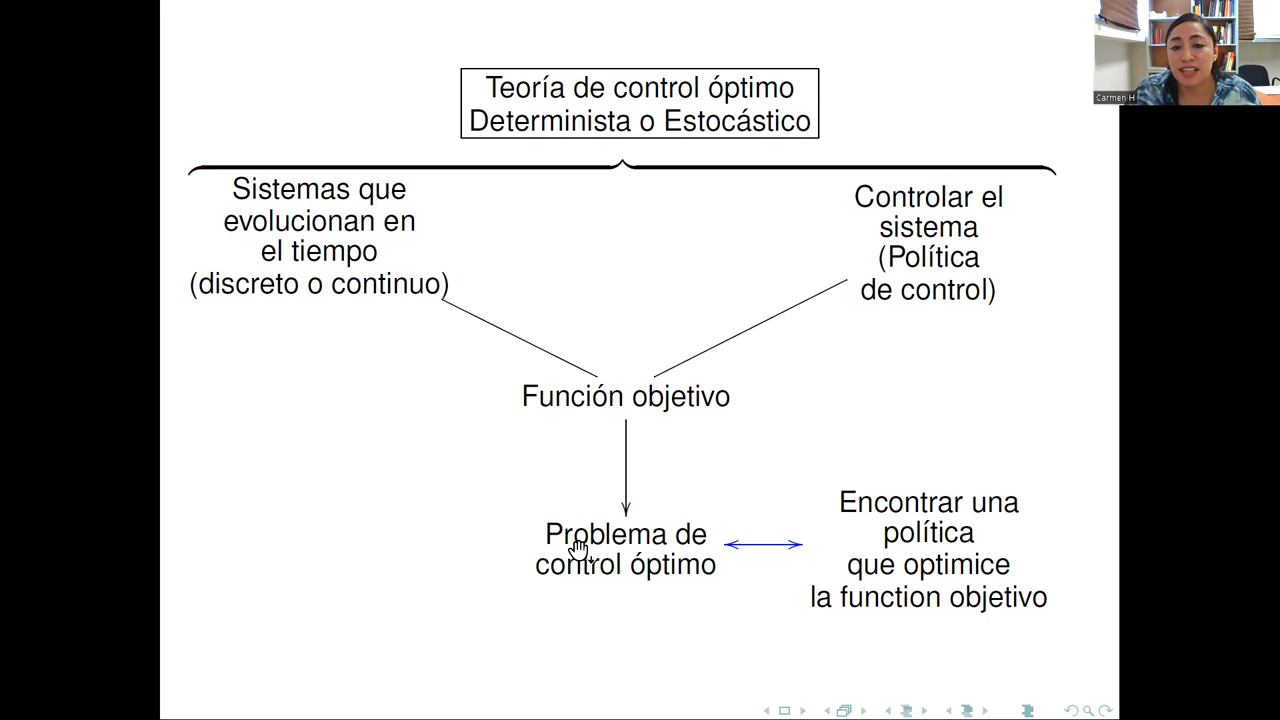 Teoría de control óptimo
Determinista o Estocástico
Sistemas que
evolucionan en
el tiempo
(discreto o continuo)
Controlar el
sistema
(Política
de control)
Función objetivo
Problema de
control óptimo
Encontrar una
política
que optimice
la function objetivo
Carmen H